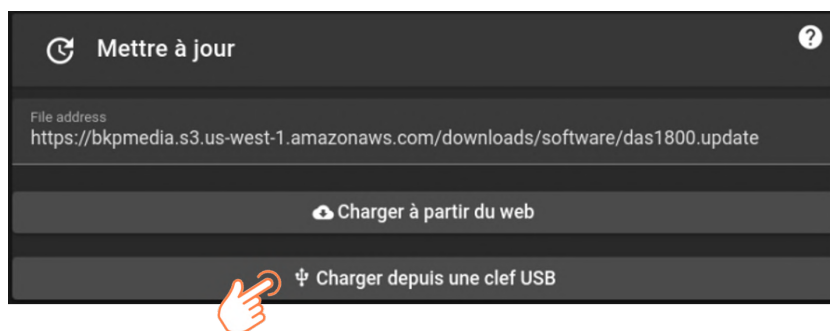 Mettre à jour
?
File address
https://bkpmedia.s3.us-west-1.amazonaws.com/downloads/software/das1800.update
Charger à partir du web
Charger depuis une clef USB